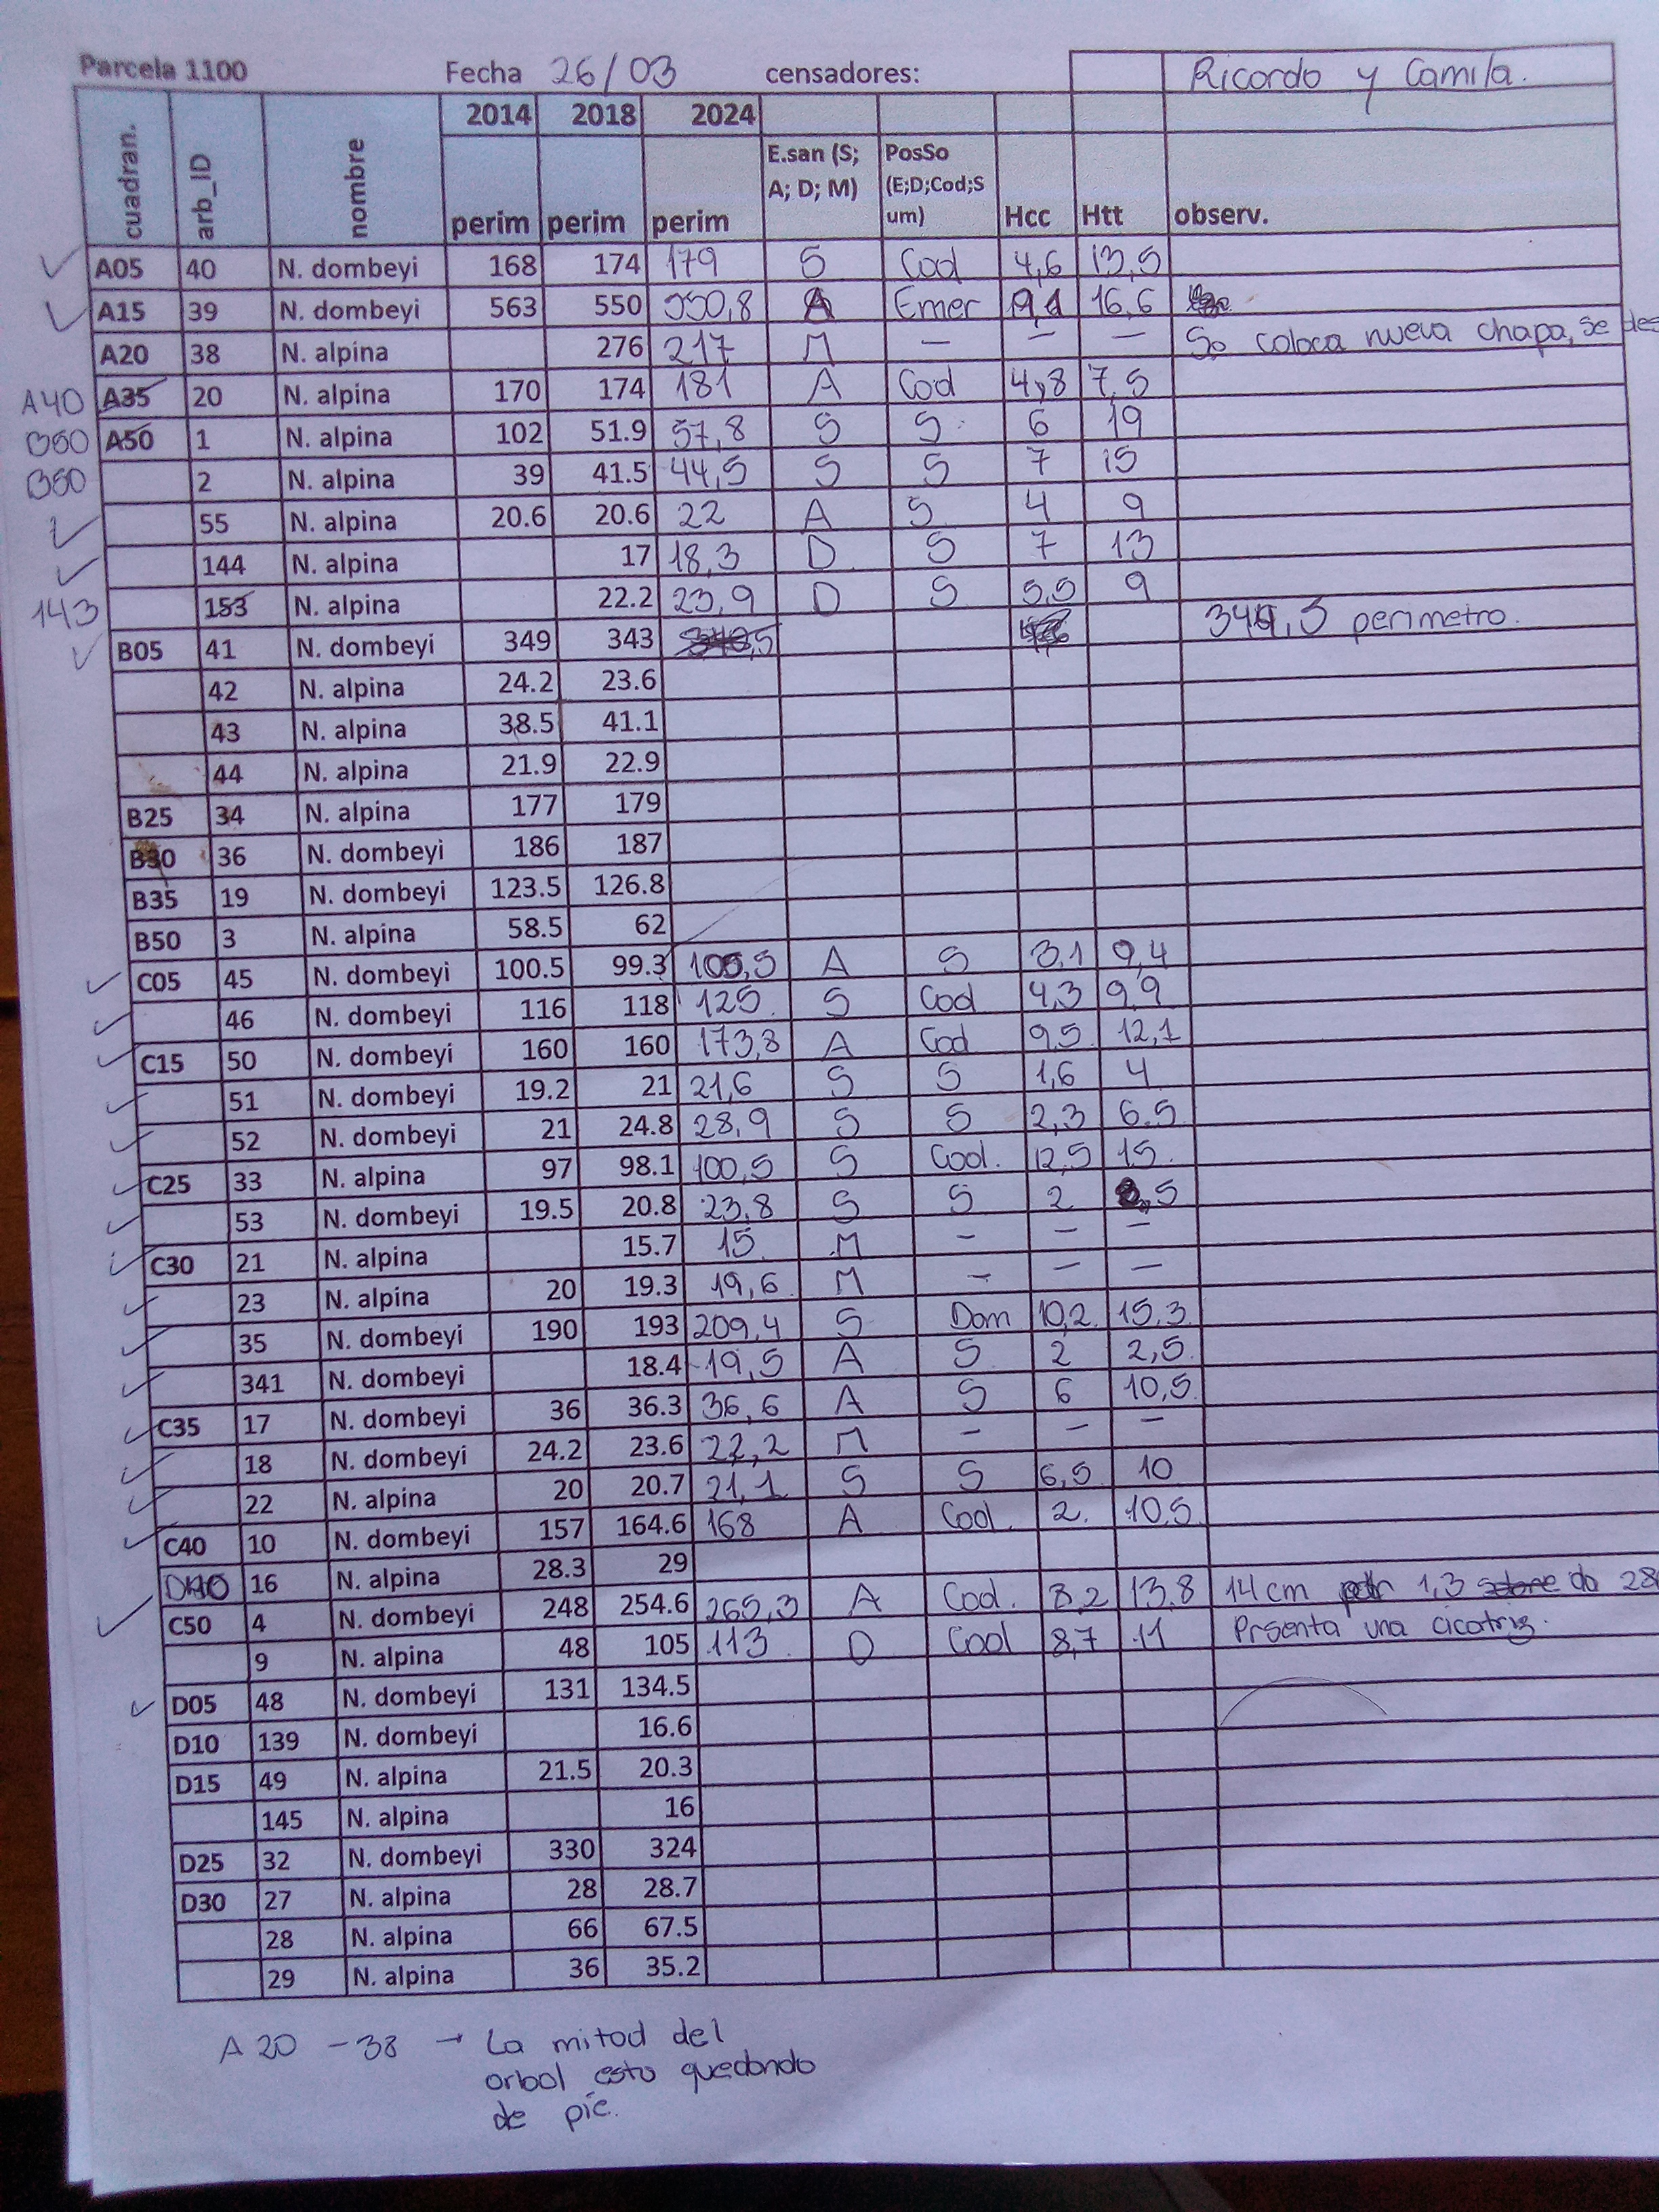 Parcela 1100 Fecha 26/03 censadores: Ricardo y Camila.
2014 2018 2024
cuadran. arb_ID nombre perim perim perim E.san (S; A; D; M) PosSo (E;D;Cod;S um) Hcc Htt observ.
✓ A05 40 N. dombeyi 168 174 179 S Cod 4,6 13,5
✓ A15 39 N. dombeyi 563 550 550,8 A Emer 9,1 16,6
A20 38 N. alpina 276 217 M — — — Se coloca nueva chapa, se des
A40 A35 20 N. alpina 170 174 181 A Cod 4,8 7,5
B50 A50 1 N. alpina 102 51.9 57,8 S S 6 19
B50 2 N. alpina 39 41.5 44,5 S S 7 15
✓ 55 N. alpina 20.6 20.6 22 A S 4 9
✓ 144 N. alpina 17 18,3 D S 7 13
143 153 N. alpina 22.2 23,9 D S 5,5 9
✓ B05 41 N. dombeyi 349 343 344,5 perimetro.
42 N. alpina 24.2 23.6
43 N. alpina 38.5 41.1
44 N. alpina 21.9 22.9
B25 34 N. alpina 177 179
B30 36 N. dombeyi 186 187
B35 19 N. dombeyi 123.5 126.8
B50 3 N. alpina 58.5 62
✓ C05 45 N. dombeyi 100.5 99.3 100,5 A S 3,1 9,4
✓ 46 N. dombeyi 116 118 125 S Cod 4,3 9,9
✓ C15 50 N. dombeyi 160 160 173,8 A Cod 9,5 12,1
✓ 51 N. dombeyi 19.2 21 21,6 S S 1,6 4
✓ 52 N. dombeyi 21 24.8 28,9 S S 2,3 6,5
✓ C25 33 N. alpina 97 98.1 100,5 S Cod. 12,5 15
✓ 53 N. dombeyi 19.5 20.8 23,8 S S 2
✓ C30 21 N. alpina 15.7 15 M — — —
✓ 23 N. alpina 20 19.3 19,6 M — — —
✓ 35 N. dombeyi 190 193 209,4 S Dom 10,2 15,3
✓ 341 N. dombeyi 18.4 19,5 A S 2 2,5
✓ C35 17 N. dombeyi 36 36.3 36,6 A S 6 10,5
✓ 18 N. dombeyi 24.2 23.6 22,2 M — — —
✓ 22 N. alpina 20 20.7 21,1 S S 6,5 10
✓ C40 10 N. dombeyi 157 164.6 168 A Cod. 2. 10,5
16 N. alpina 28.3 29
✓ C50 4 N. dombeyi 248 254.6 265,3 A Cod. 8,2 13,8 14 cm 1,3 do
9 N. alpina 48 105 113 D Cod 8,7 11 Prsenta una cicatriz.
✓ D05 48 N. dombeyi 131 134.5
D10 139 N. dombeyi 16.6
D15 49 N. alpina 21.5 20.3
145 N. alpina 16
D25 32 N. dombeyi 330 324
D30 27 N. alpina 28 28.7
28 N. alpina 66 67.5
29 N. alpina 36 35.2
A20 - 38 → La mitad del
arbol esta quedando
de pie.